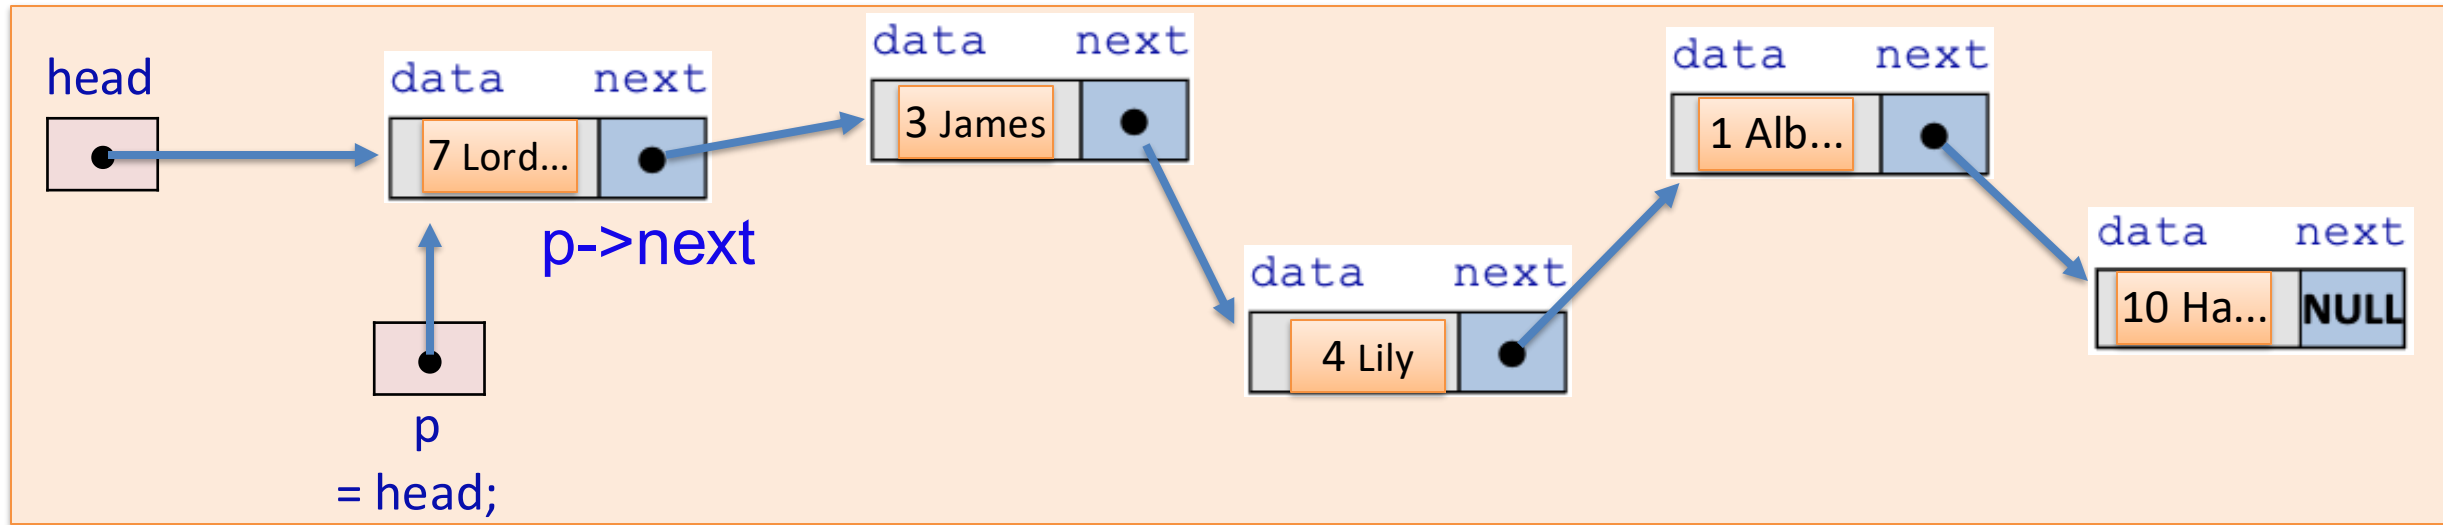 head
data next
7 Lord...
p->next
p
= head;
data next
3 James
data next
4 Lily
data next
1 Alb...
data next
10 Ha... NULL